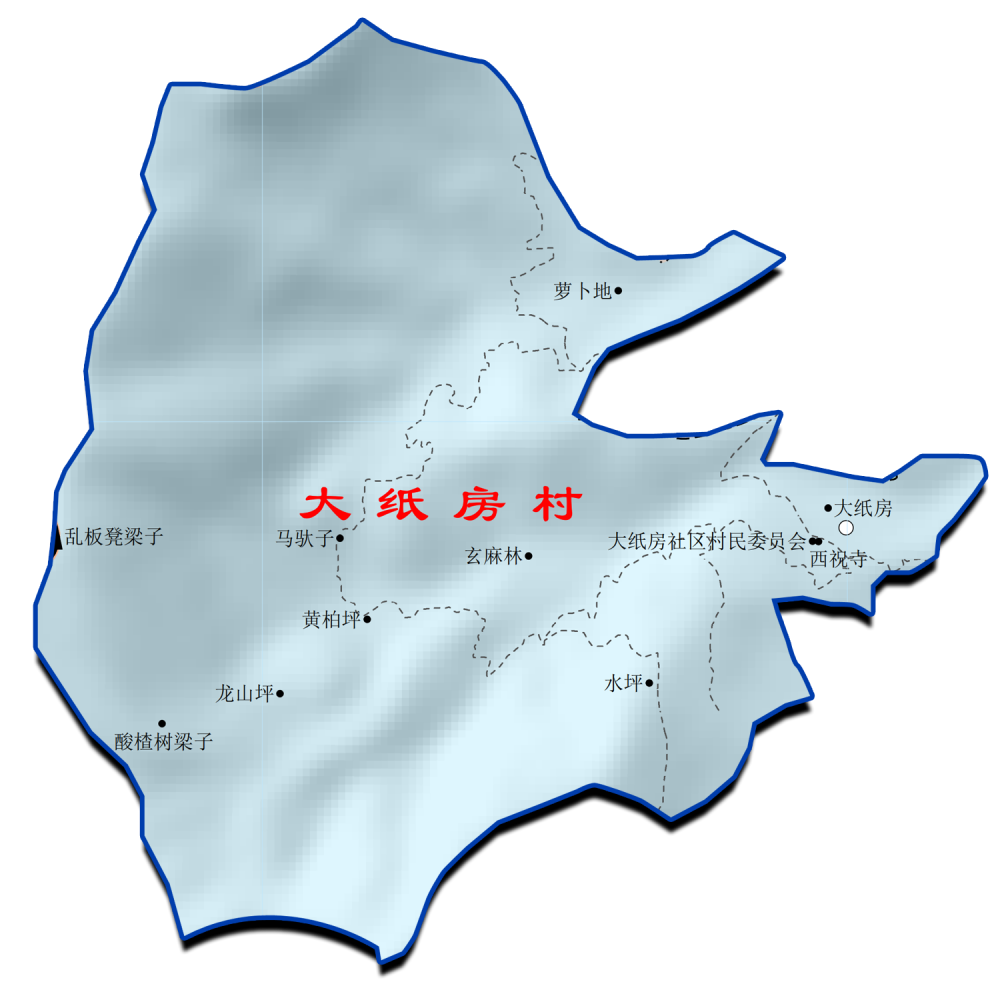 萝卜地
大纸房村
大纸房
乱板凳梁子
马驮子
大纸房社区村民委员会
玄麻林
西祝寺
黄柏坪
水坪
龙山坪
酸楂树梁子